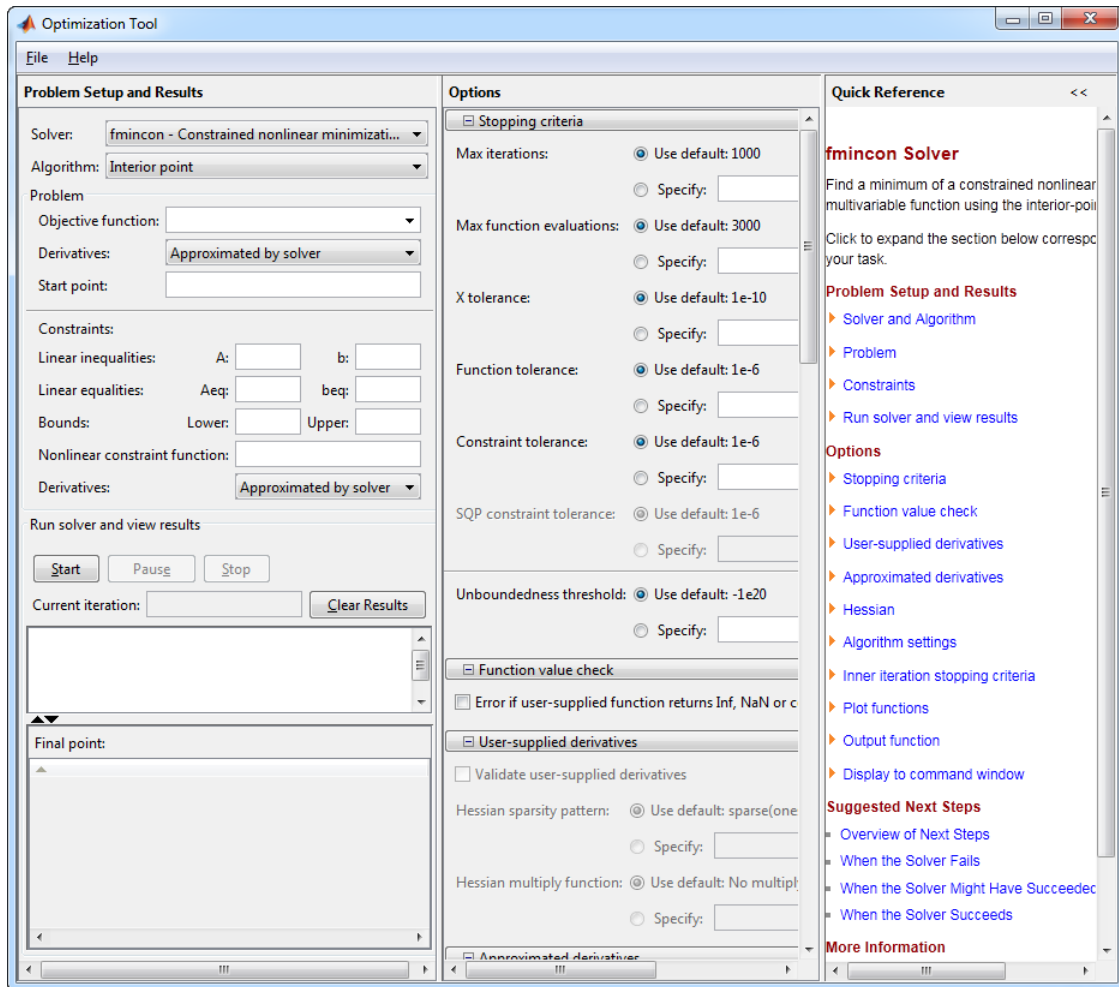 Optimization Tool
File Help
Problem Setup and Results
Solver: fmincon - Constrained nonlinear minimizati...
Algorithm: Interior point
Problem
Objective function:
Derivatives: Approximated by solver
Start point:
Constraints:
Linear inequalities: A: b:
Linear equalities: Aeq: beq:
Bounds: Lower: Upper:
Nonlinear constraint function:
Derivatives: Approximated by solver
Run solver and view results
Start Pause Stop
Current iteration: Clear Results
Final point:
Options
Stopping criteria
Max iterations: Use default: 1000
Specify:
Max function evaluations: Use default: 3000
Specify:
X tolerance: Use default: 1e-10
Specify:
Function tolerance: Use default: 1e-6
Specify:
Constraint tolerance: Use default: 1e-6
Specify:
SQP constraint tolerance: Use default: 1e-6
Specify:
Unboundedness threshold: Use default: -1e20
Specify:
Function value check
Error if user-supplied function returns Inf, NaN or c
User-supplied derivatives
Validate user-supplied derivatives
Hessian sparsity pattern: Use default: sparse(one
Specify:
Hessian multiply function: Use default: No multipl
Specify:
Approximated derivatives
Quick Reference <<
fmincon Solver
Find a minimum of a constrained nonlinear
multivariable function using the interior-poi
Click to expand the section below correspo
your task.
Problem Setup and Results
Solver and Algorithm
Problem
Constraints
Run solver and view results
Options
Stopping criteria
Function value check
User-supplied derivatives
Approximated derivatives
Hessian
Algorithm settings
Inner iteration stopping criteria
Plot functions
Output function
Display to command window
Suggested Next Steps
Overview of Next Steps
When the Solver Fails
When the Solver Might Have Succeeded
When the Solver Succeeds
More Information